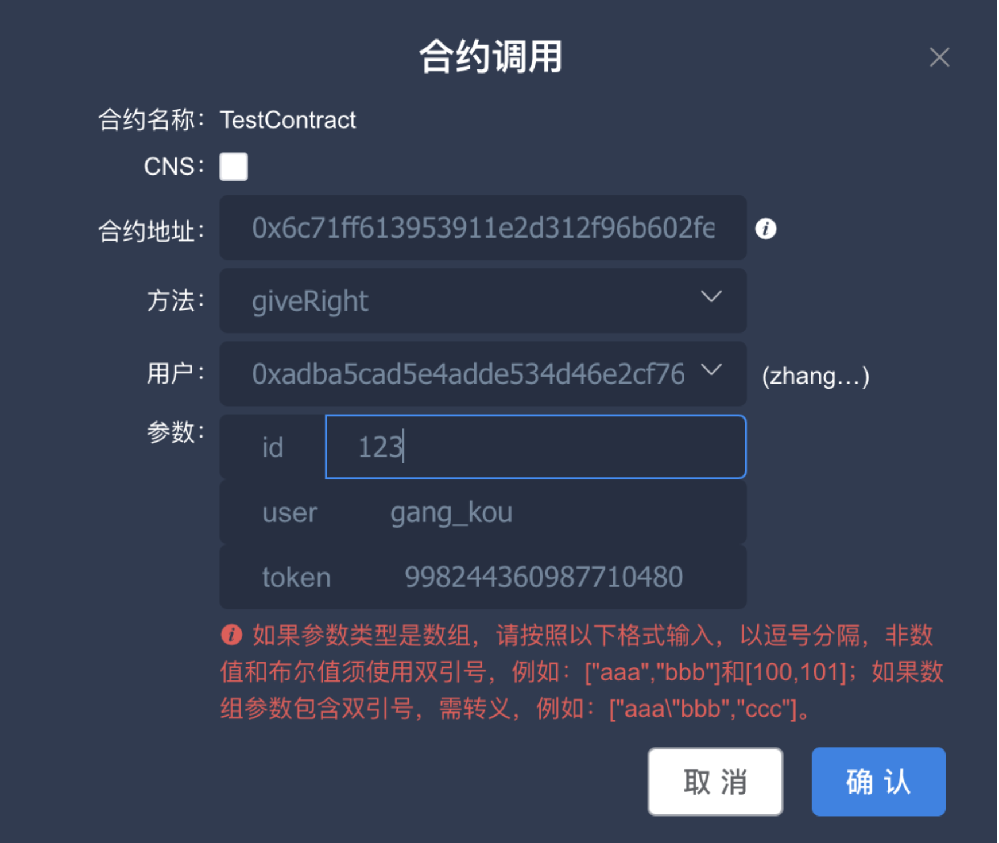 合约调用
合约名称： TestContract
CNS：
合约地址： 0x6c71ff613953911e2d312f96b602fe
方法： giveRight
用户： 0xadba5cad5e4adde534d46e2cf76 (zhang...)
参数： id 123
user gang_kou
token 998244360987710480
如果参数类型是数组，请按照以下格式输入，以逗号分隔，非数
值和布尔值须使用双引号，例如：["aaa","bbb"]和[100,101]；如果数
组参数包含双引号，需转义，例如：["aaa\"bbb","ccc"]。
取 消 确 认